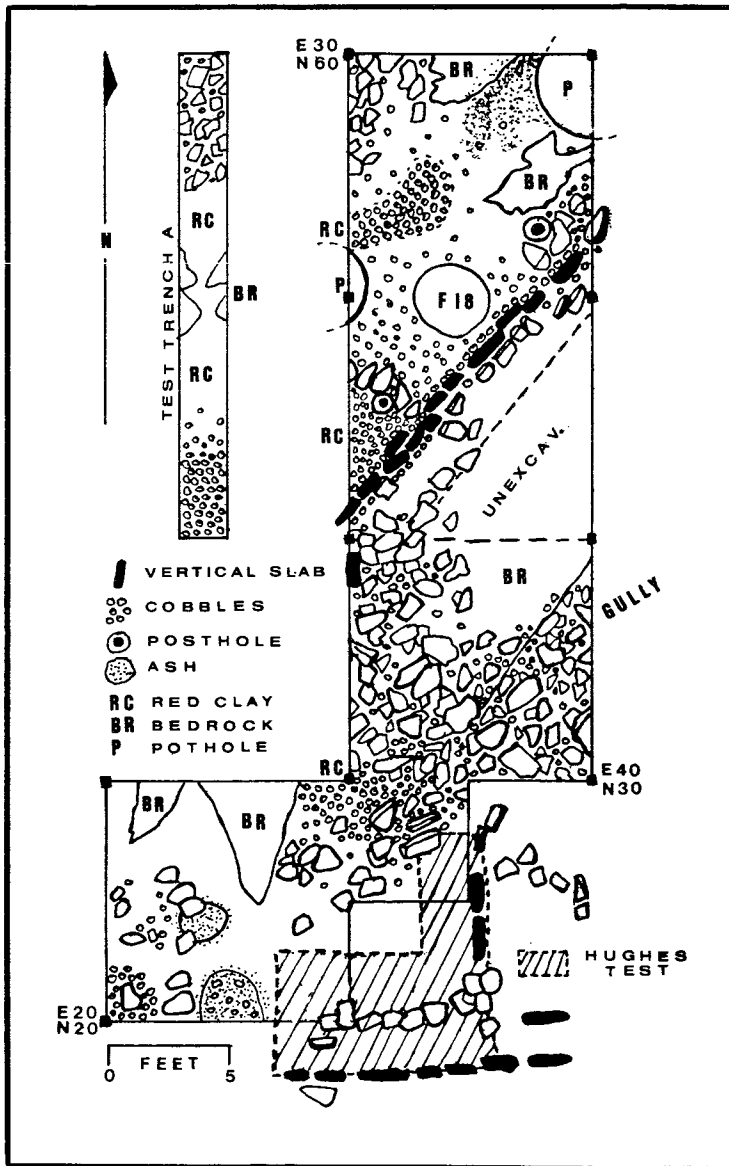 E30
N60
BR
P
N
TEST TRENCH A
RC
BR
RC
BR
RC
P
F18
RC
UNEXCAV.
VERTICAL SLAB
COBBLES
POSTHOLE
ASH
RC RED CLAY
BR BEDROCK
P POTHOLE
BR
GULLY
RC
E40
N30
BR
BR
HUGHES
TEST
E20
N20
FEET
0 5